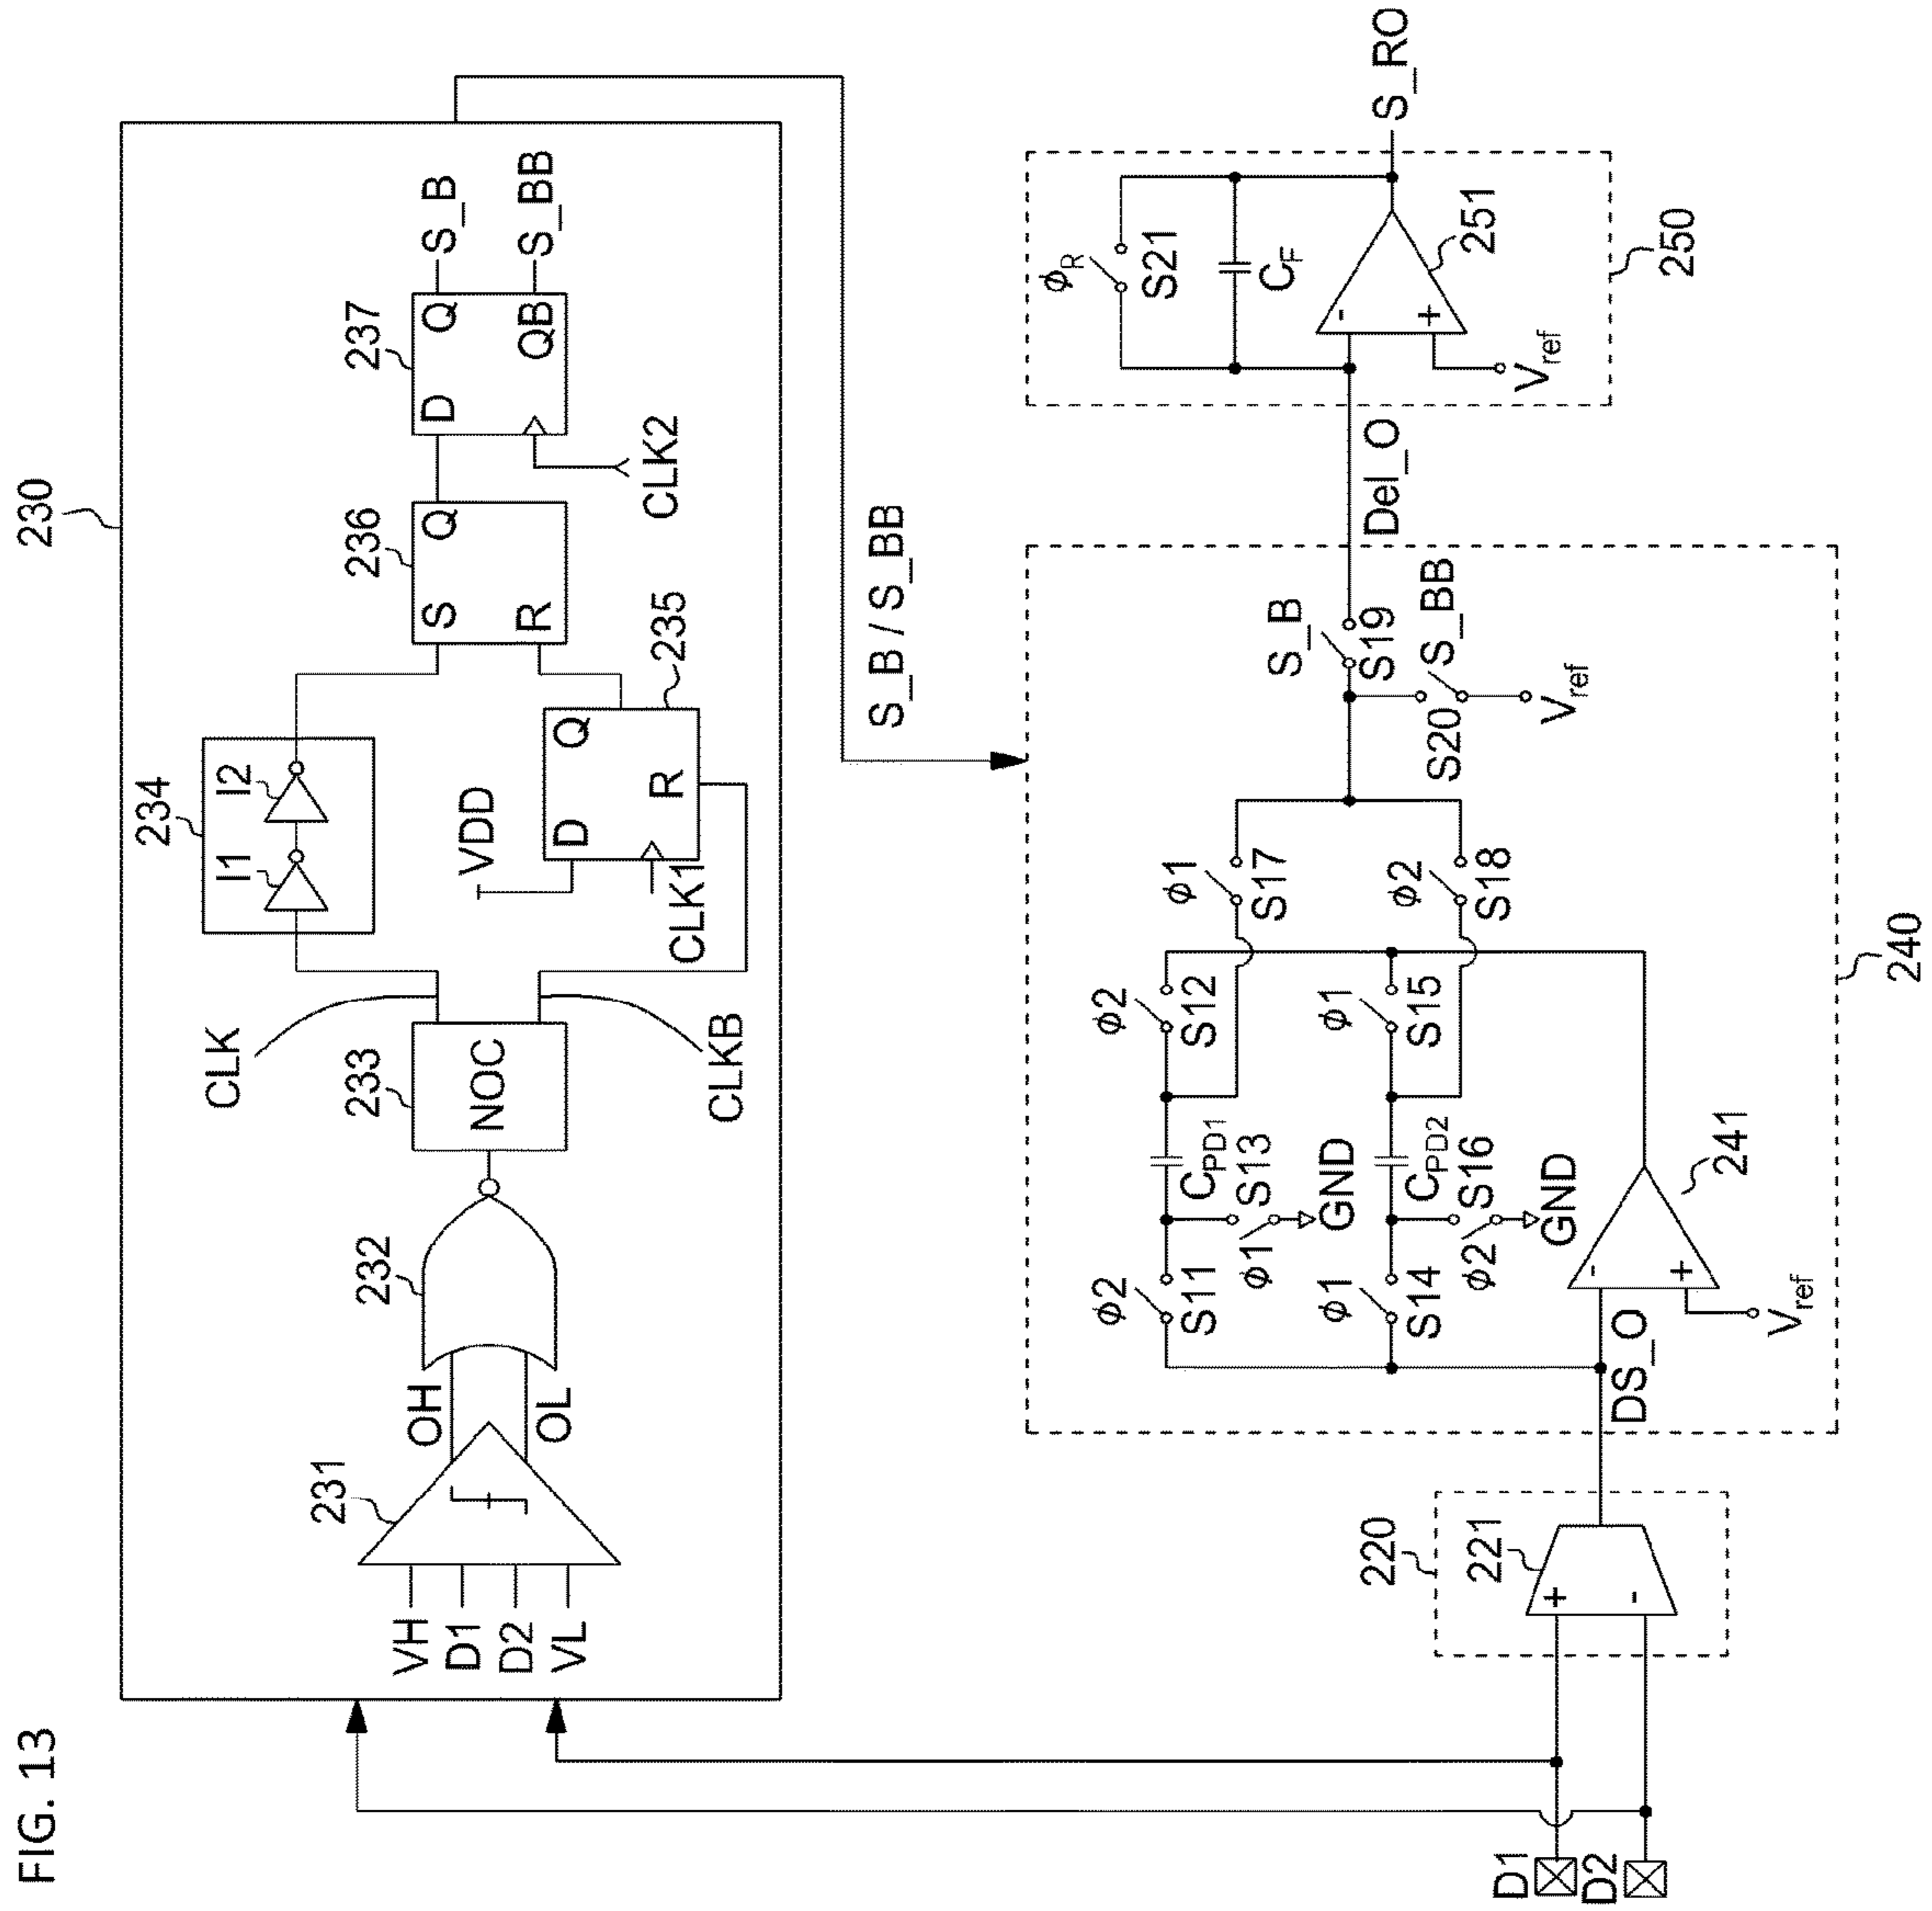 FIG. 13
230
VH
D1
D2
VL
231
OH
OL
232
233
NOC
CLK
CLKB
234
I1
I2
VDD
D
Q
R
CLK1
235
236
S
Q
R
237
D
Q
QB
CLK2
S_B
S_BB
S_B / S_BB
D1
D2
220
221
+
-
DS_O
240
ϕ2
S11
ϕ2
S12
CPD1
ϕ1
S13
GND
ϕ1
S14
ϕ1
S15
CPD2
ϕ2
S16
GND
-
+
Vref
241
ϕ1
S17
ϕ2
S18
S_B
S19
S20
S_BB
Vref
Del_O
250
ϕR
S21
CF
-
+
Vref
251
S_RO